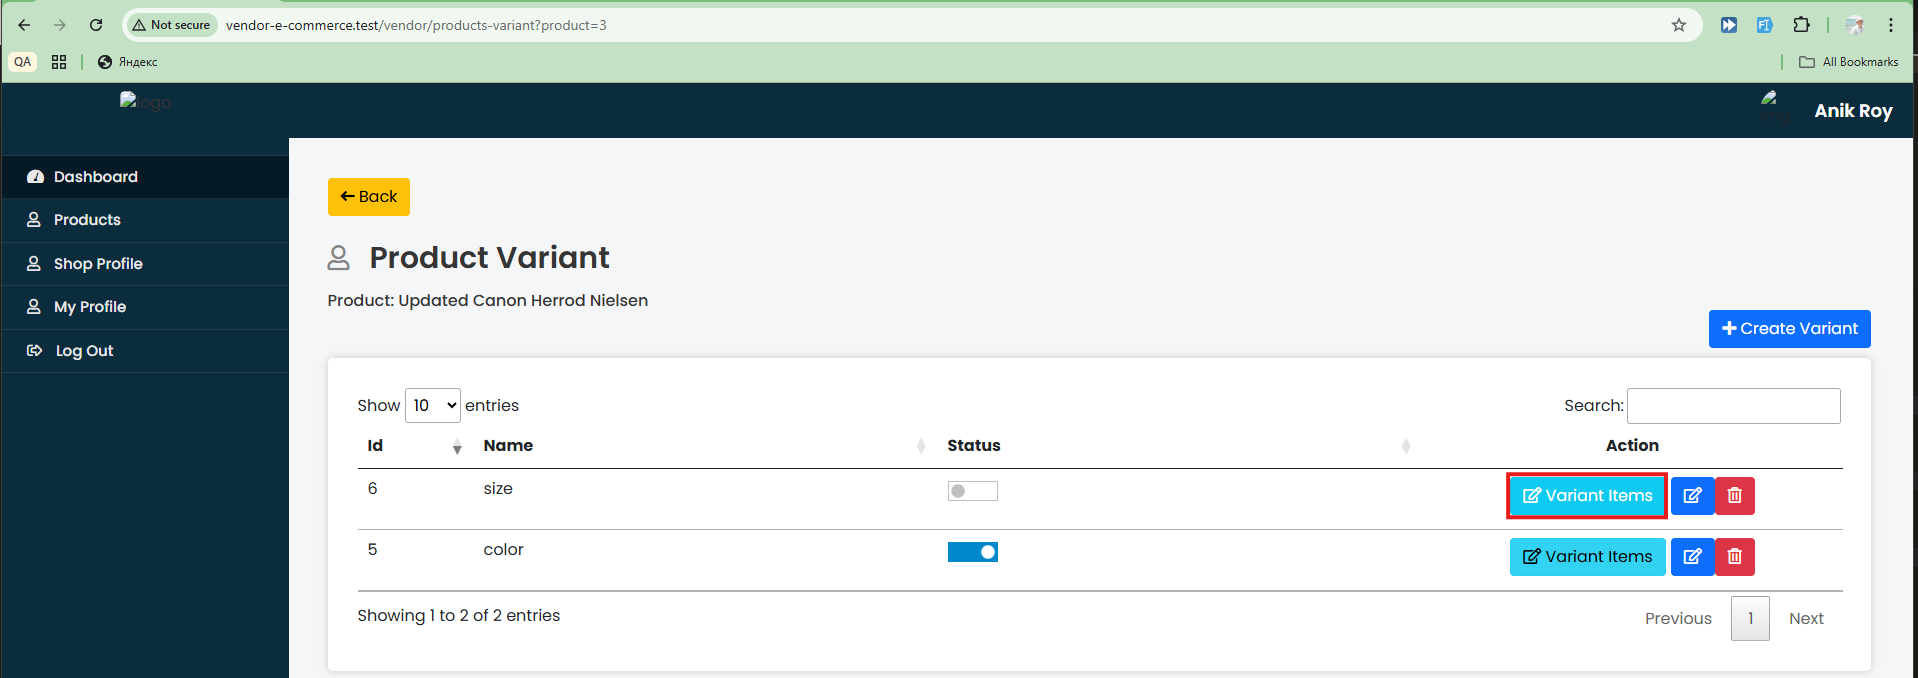 Not secure vendor-e-commerce.test/vendor/products-variant?product=3
QA Яндекс All Bookmarks
logo Anik Roy
Dashboard
Products
Shop Profile
My Profile
Log Out
Back
Product Variant
Product: Updated Canon Herrod Nielsen
Create Variant
Show 10 entries Search:
Id Name Status Action
6 size Variant Items
5 color Variant Items
Showing 1 to 2 of 2 entries Previous 1 Next